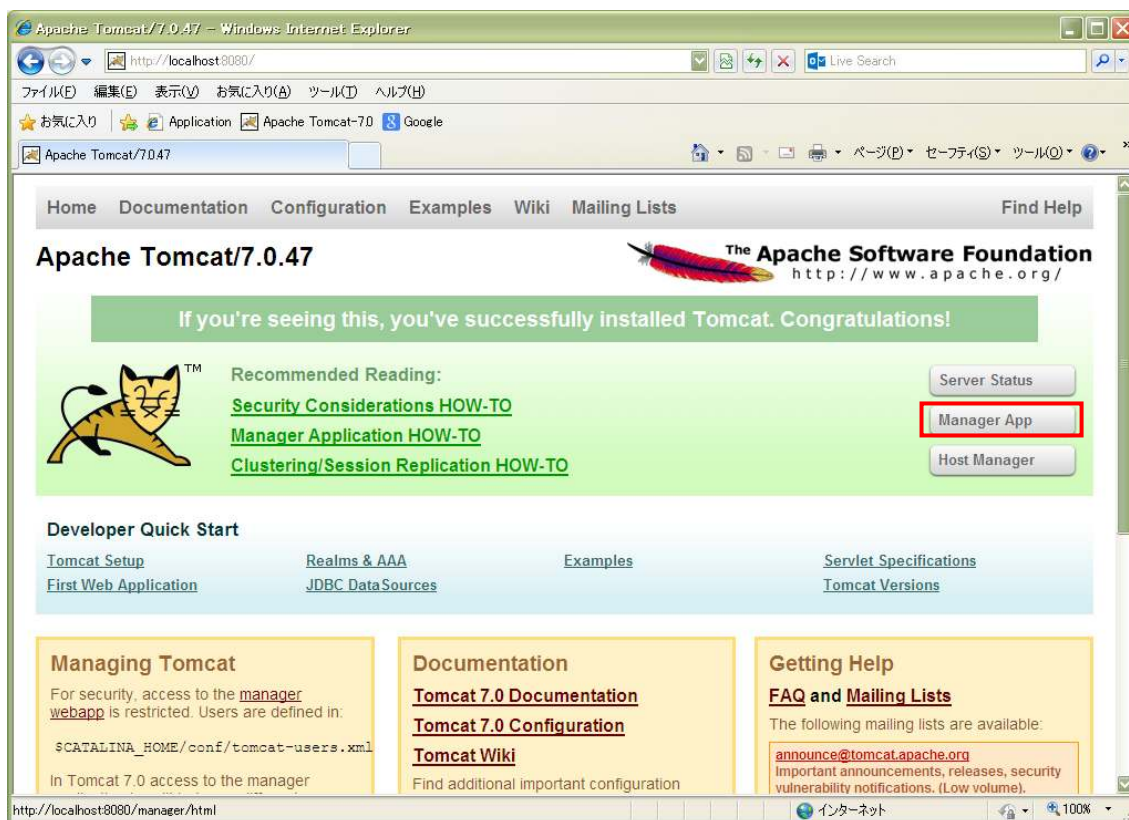 Apache Tomcat/7.0.47 - Windows Internet Explorer
http://localhost:8080/
Live Search
ファイル(F) 編集(E) 表示(V) お気に入り(A) ツール(T) ヘルプ(H)
お気に入り Application Apache Tomcat-7.0 Google
Apache Tomcat/7.0.47 ページ(P) セーフティ(S) ツール(O)
Home Documentation Configuration Examples Wiki Mailing Lists Find Help
Apache Tomcat/7.0.47
The Apache Software Foundation
http://www.apache.org/
If you're seeing this, you've successfully installed Tomcat. Congratulations!
TM
Recommended Reading:
Security Considerations HOW-TO
Manager Application HOW-TO
Clustering/Session Replication HOW-TO
Server Status
Manager App
Host Manager
Developer Quick Start
Tomcat Setup Realms & AAA Examples Servlet Specifications
First Web Application JDBC DataSources Tomcat Versions
Managing Tomcat
For security, access to the manager
webapp is restricted. Users are defined in:
$CATALINA_HOME/conf/tomcat-users.xml
In Tomcat 7.0 access to the manager
Documentation
Tomcat 7.0 Documentation
Tomcat 7.0 Configuration
Tomcat Wiki
Find additional important configuration
Getting Help
FAQ and Mailing Lists
The following mailing lists are available:
announce@tomcat.apache.org
Important announcements, releases, security
vulnerability notifications. (Low volume).
http://localhost:8080/manager/html インターネット 100%